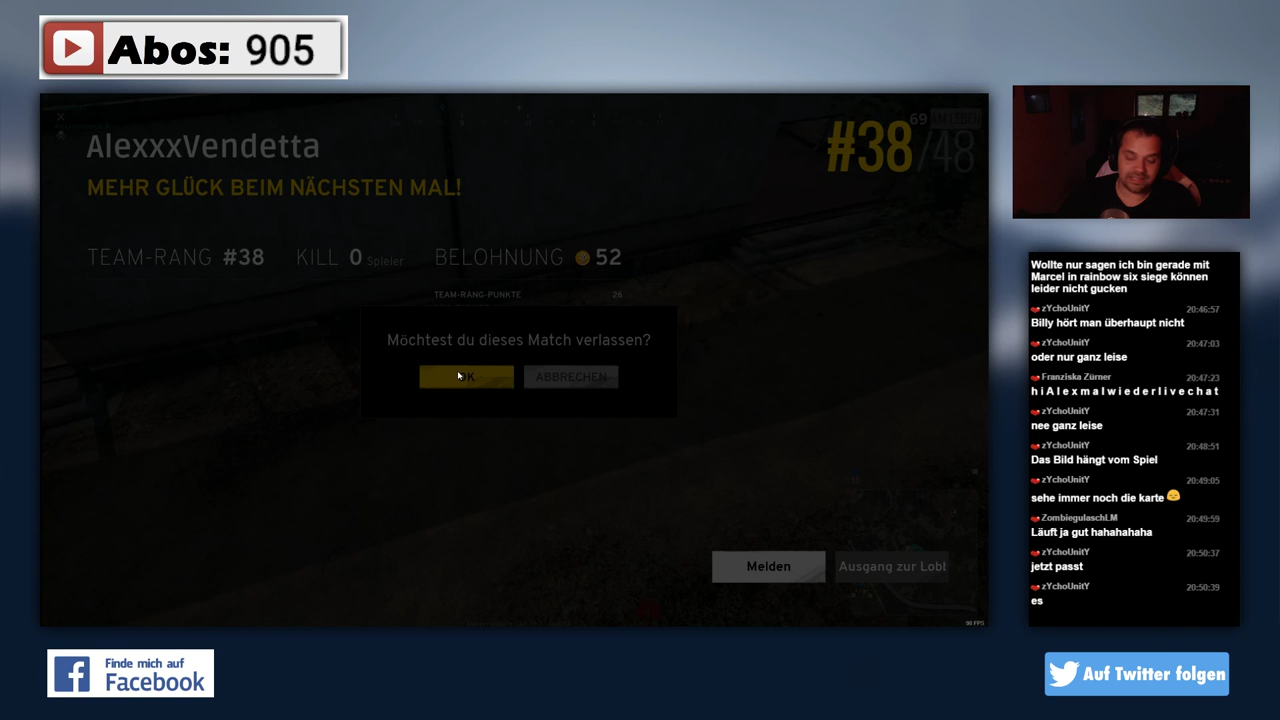 Abos: 905
69 AM LEBEN
AlexxxVendetta
#38/48
MEHR GLÜCK BEIM NÄCHSTEN MAL!
TEAM-RANG #38 KILL 0 Spieler BELOHNUNG 52
TEAM-RANG-PUNKTE 26
Möchtest du dieses Match verlassen?
OK ABBRECHEN
Melden Ausgang zur Lobl
98 FPS
Wollte nur sagen ich bin gerade mit
Marcel in rainbow six siege können
leider nicht gucken
zYchoUnitY 20:46:57
Billy hört man überhaupt nicht
zYchoUnitY 20:47:03
oder nur ganz leise
Franziska Zürner 20:47:23
h i A l e x m a l w i e d e r l i v e c h a t
zYchoUnitY 20:47:31
nee ganz leise
zYchoUnitY 20:48:51
Das Bild hängt vom Spiel
zYchoUnitY 20:49:05
sehe immer noch die karte 😔
ZombiegulaschLM 20:49:59
Läuft ja gut hahahahaha
zYchoUnitY 20:50:37
jetzt passt
zYchoUnitY 20:50:39
es
Finde mich auf
Facebook
Auf Twitter folgen